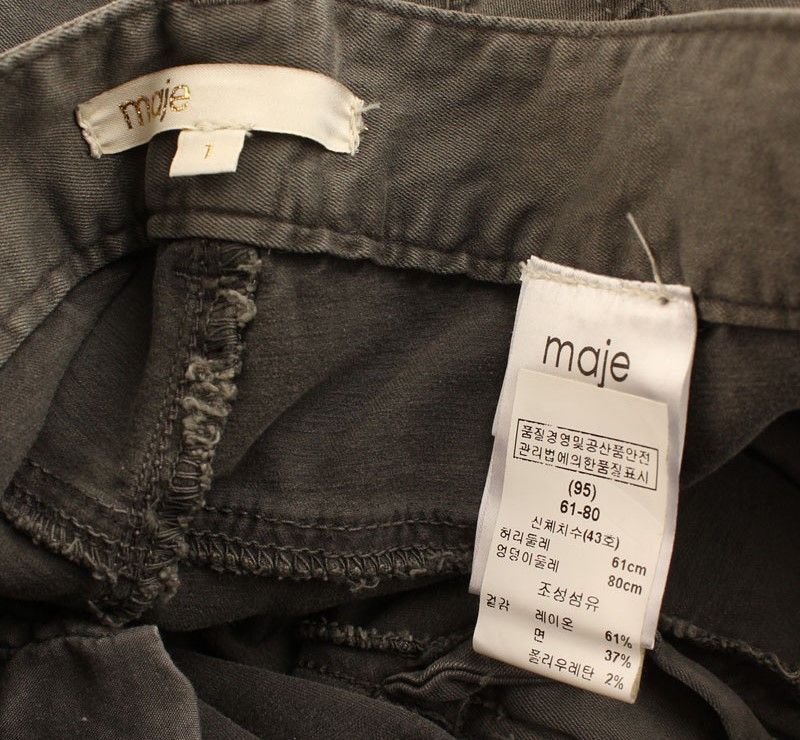 maje
1
maje
품질경영및공산품안전
관리법에의한품질표시
(95)
61-80
신체치수(43호)
허리둘레 61cm
엉덩이둘레 80cm
조성섬유
겉감 레이온 61%
면 37%
폴리우레탄 2%